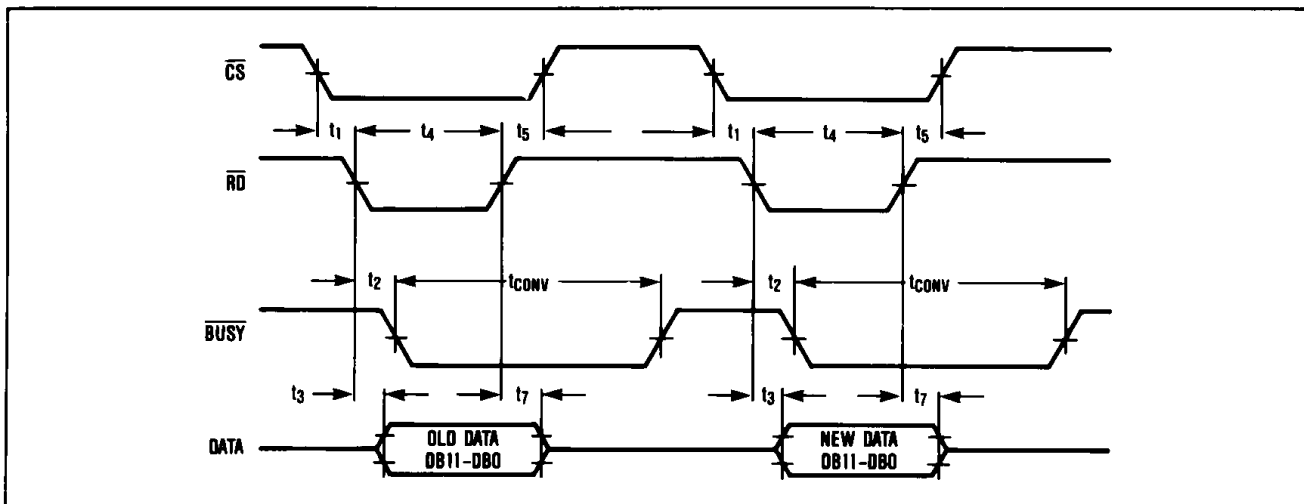 CS
t1 t4 t5 t1 t4 t5
RD
t2 tCONV t2 tCONV
BUSY
t3 t7 t3 t7
DATA
OLD DATA
DB11-DB0
NEW DATA
DB11-DB0